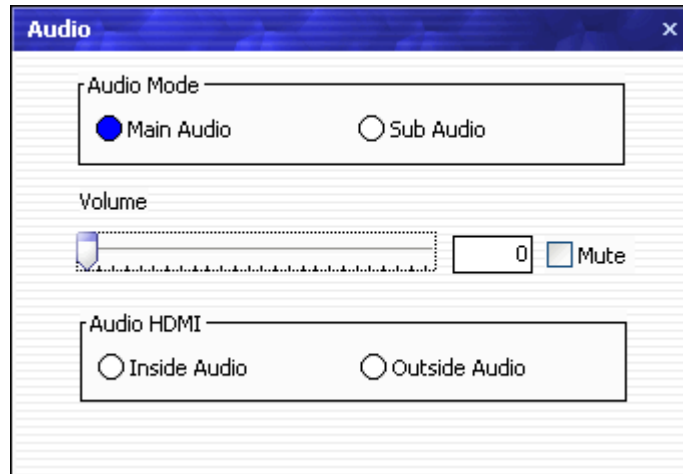 Audio
Audio Mode
Main Audio Sub Audio
Volume
0 Mute
Audio HDMI
Inside Audio Outside Audio